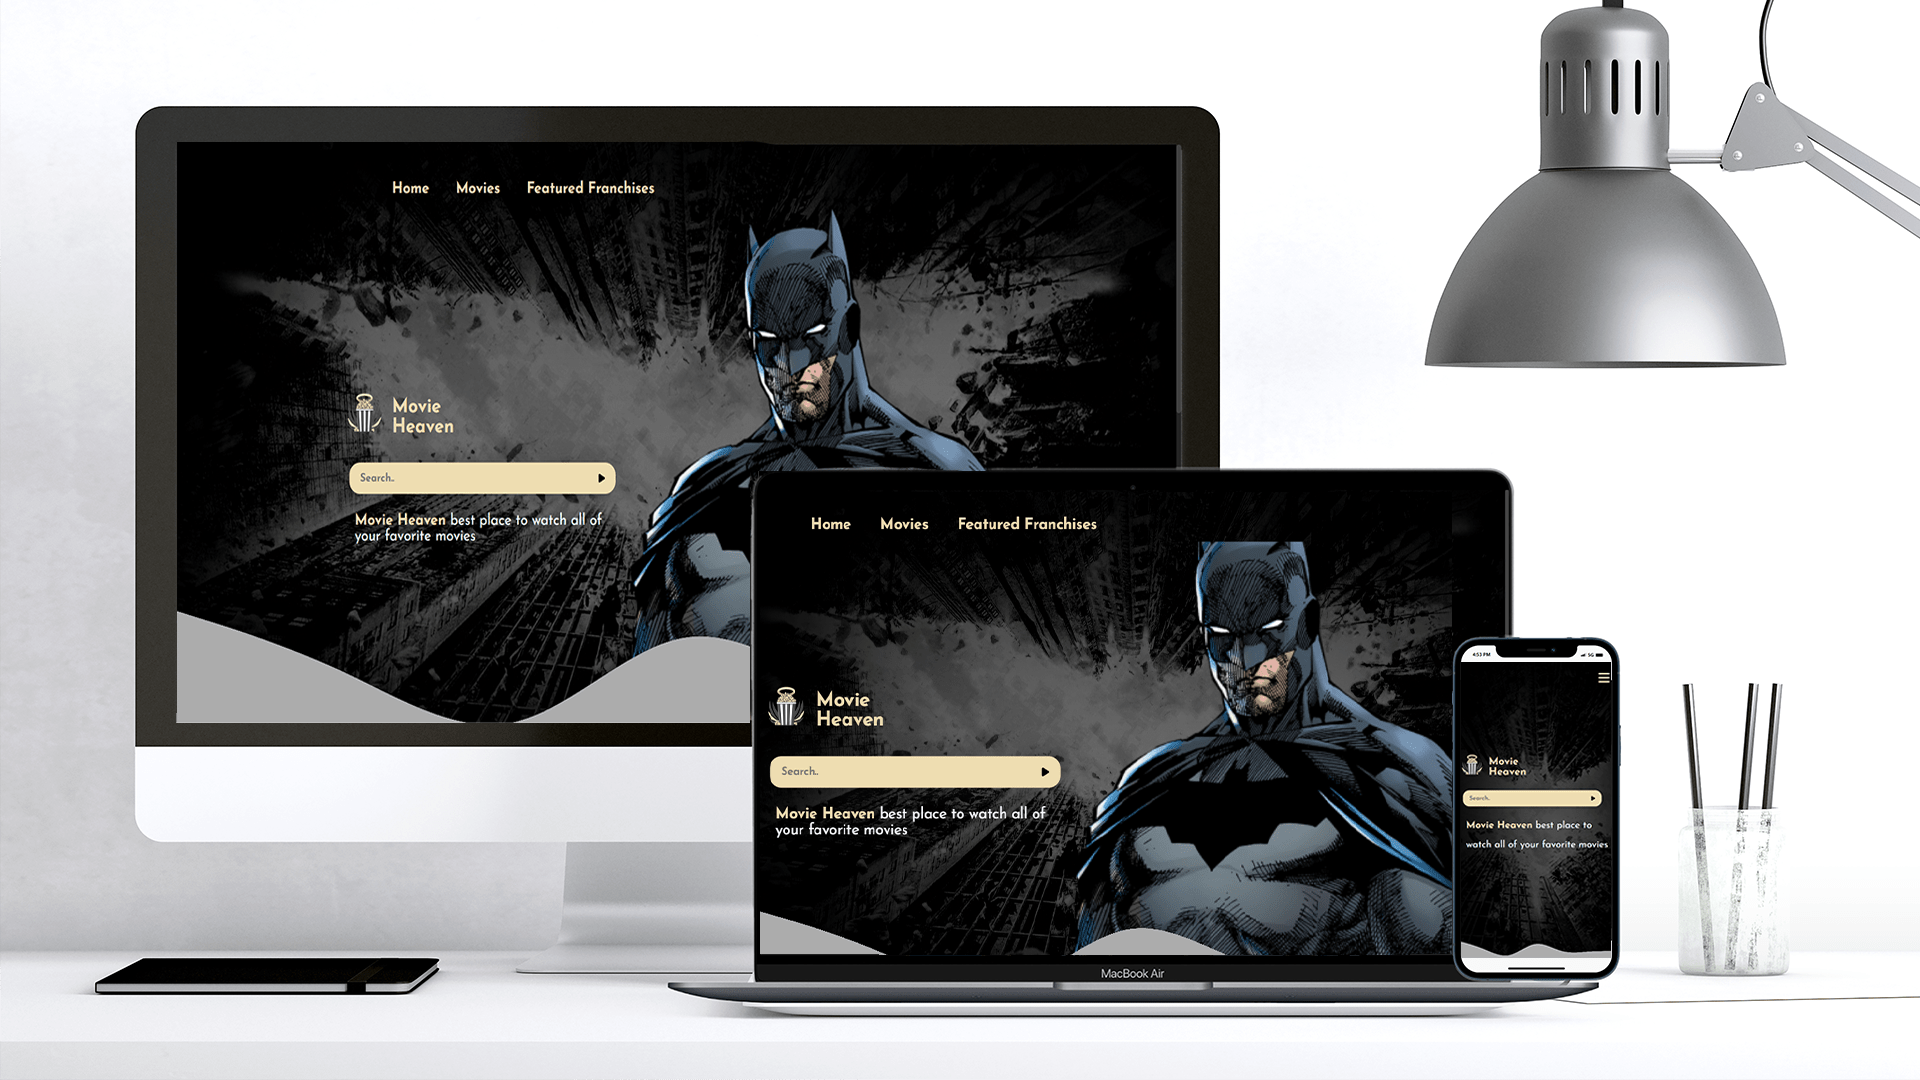 Home Movies Featured Franchises
Movie
Heaven
Search..
Movie Heaven best place to watch all of
your favorite movies
Home Movies Featured Franchises
Movie
Heaven
Search..
Movie Heaven best place to watch all of
your favorite movies
MacBook Air
4:53 PM 5G
Movie
Heaven
Search..
Movie Heaven best place to
watch all of your favorite movies